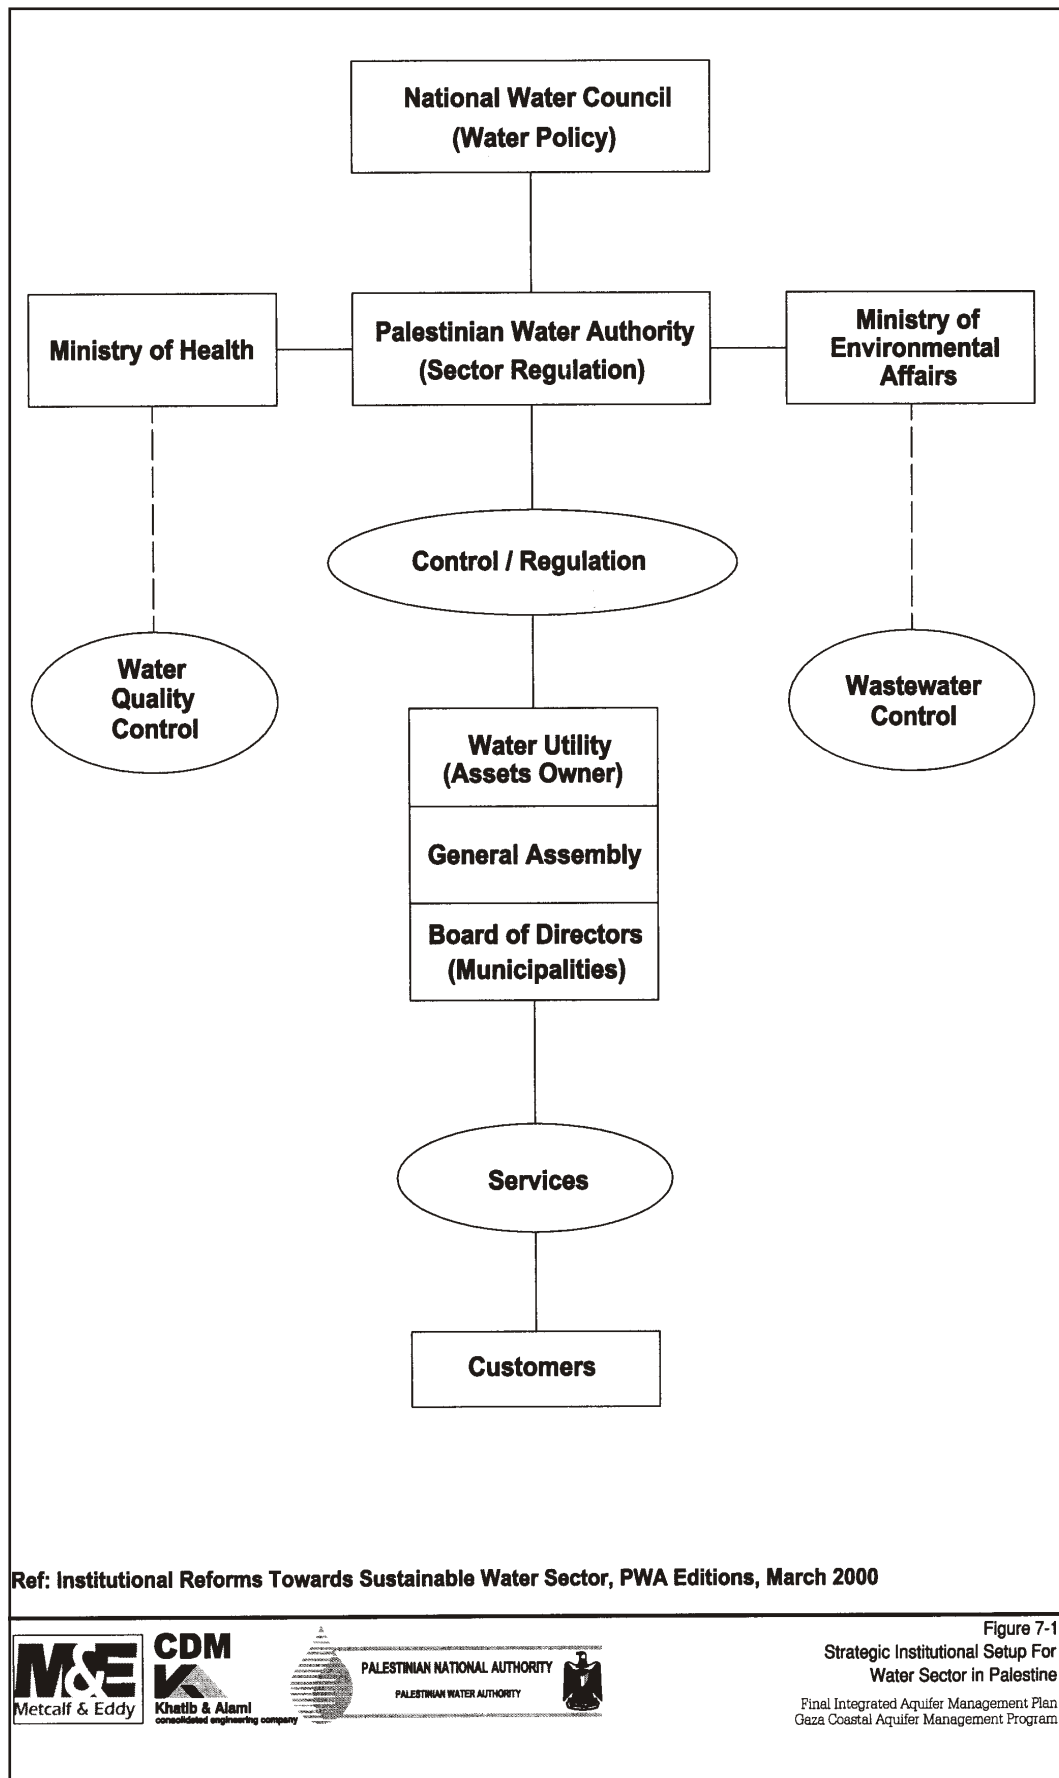 National Water Council
(Water Policy)
Ministry of Health
Palestinian Water Authority
(Sector Regulation)
Ministry of
Environmental
Affairs
Control / Regulation
Water
Quality
Control
Wastewater
Control
Water Utility
(Assets Owner)
General Assembly
Board of Directors
(Municipalities)
Services
Customers
Ref: Institutional Reforms Towards Sustainable Water Sector, PWA Editions, March 2000
M&E
Metcalf & Eddy
CDM
Khatib & Alami
consolidated engineering company
PALESTINIAN NATIONAL AUTHORITY
PALESTINIAN WATER AUTHORITY
Figure 7-1
Strategic Institutional Setup For
Water Sector in Palestine
Final Integrated Aquifer Management Plan
Gaza Coastal Aquifer Management Program